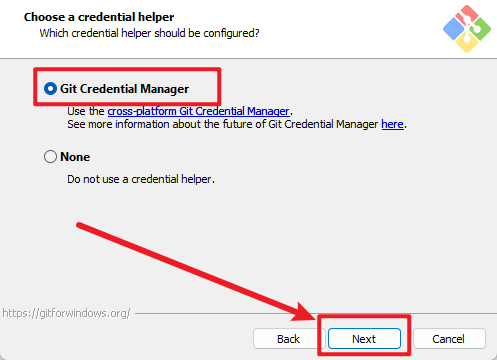 Choose a credential helper
Which credential helper should be configured?
Git Credential Manager
Use the cross-platform Git Credential Manager.
See more information about the future of Git Credential Manager here.
None
Do not use a credential helper.
https://gitforwindows.org/
Back
Next
Cancel